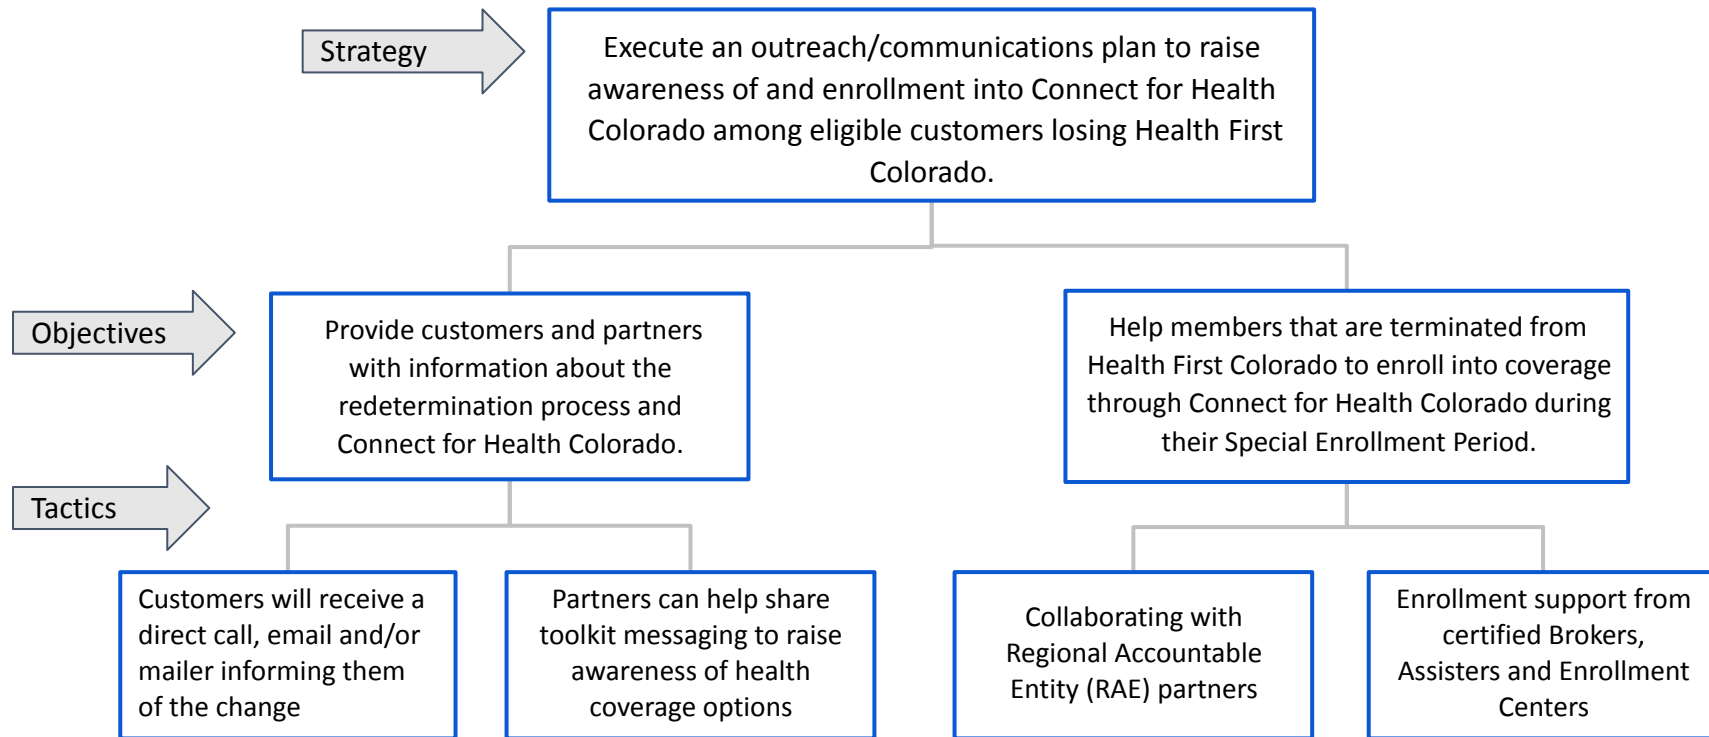 Strategy
Execute an outreach/communications plan to raise
awareness of and enrollment into Connect for Health
Colorado among eligible customers losing Health First
Colorado.
Objectives
Provide customers and partners
with information about the
redetermination process and
Connect for Health Colorado.
Help members that are terminated from
Health First Colorado to enroll into coverage
through Connect for Health Colorado during
their Special Enrollment Period.
Tactics
Customers will receive a
direct call, email and/or
mailer informing them
of the change
Partners can help share
toolkit messaging to raise
awareness of health
coverage options
Collaborating with
Regional Accountable
Entity (RAE) partners
Enrollment support from
certified Brokers,
Assisters and Enrollment
Centers